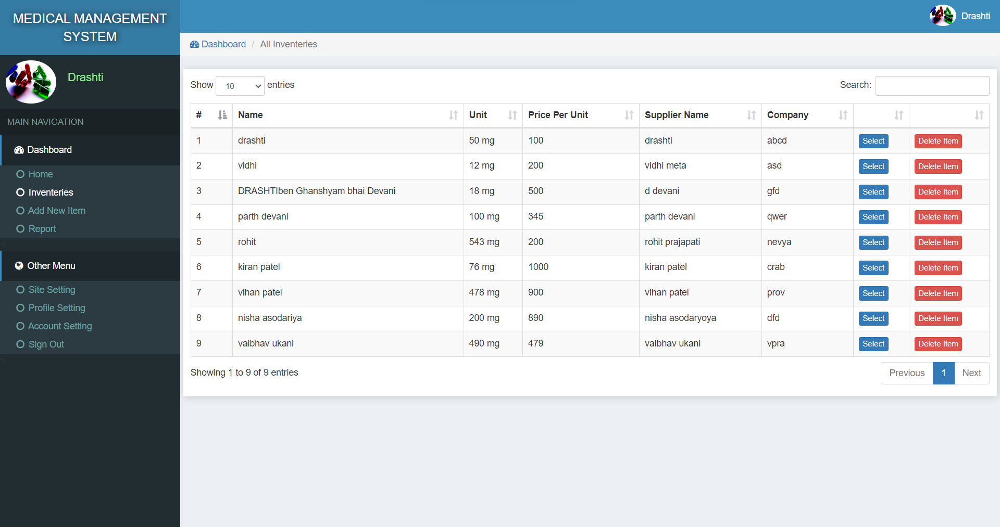 MEDICAL MANAGEMENT
SYSTEM
Drashti
Drashti
MAIN NAVIGATION
Dashboard
Home
Inventeries
Add New Item
Report
<
Other Menu
Site Setting
Profile Setting
Account Setting
Sign Out
<
Dashboard / All Inventeries
Show 10 entries Search:
# Name Unit Price Per Unit Supplier Name Company
1 drashti 50 mg 100 drashti abcd Select Delete Item
2 vidhi 12 mg 200 vidhi meta asd Select Delete Item
3 DRASHTIben Ghanshyam bhai Devani 18 mg 500 d devani gfd Select Delete Item
4 parth devani 100 mg 345 parth devani qwer Select Delete Item
5 rohit 543 mg 200 rohit prajapati nevya Select Delete Item
6 kiran patel 76 mg 1000 kiran patel crab Select Delete Item
7 vihan patel 478 mg 900 vihan patel prov Select Delete Item
8 nisha asodariya 200 mg 890 nisha asodaryoya dfd Select Delete Item
9 vaibhav ukani 490 mg 479 vaibhav ukani vpra Select Delete Item
Showing 1 to 9 of 9 entries Previous 1 Next